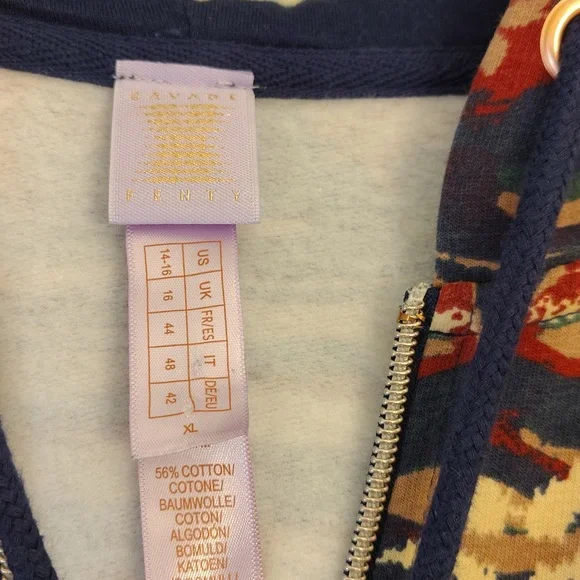 SAVAGE
FENTY
US UK FR/ES IT DE/EU
14-16 16 44 48 42
XL
56% COTTON/
COTONE/
BAUMWOLLE/
COTON/
ALGODÓN/
BOMULD/
KATOEN/